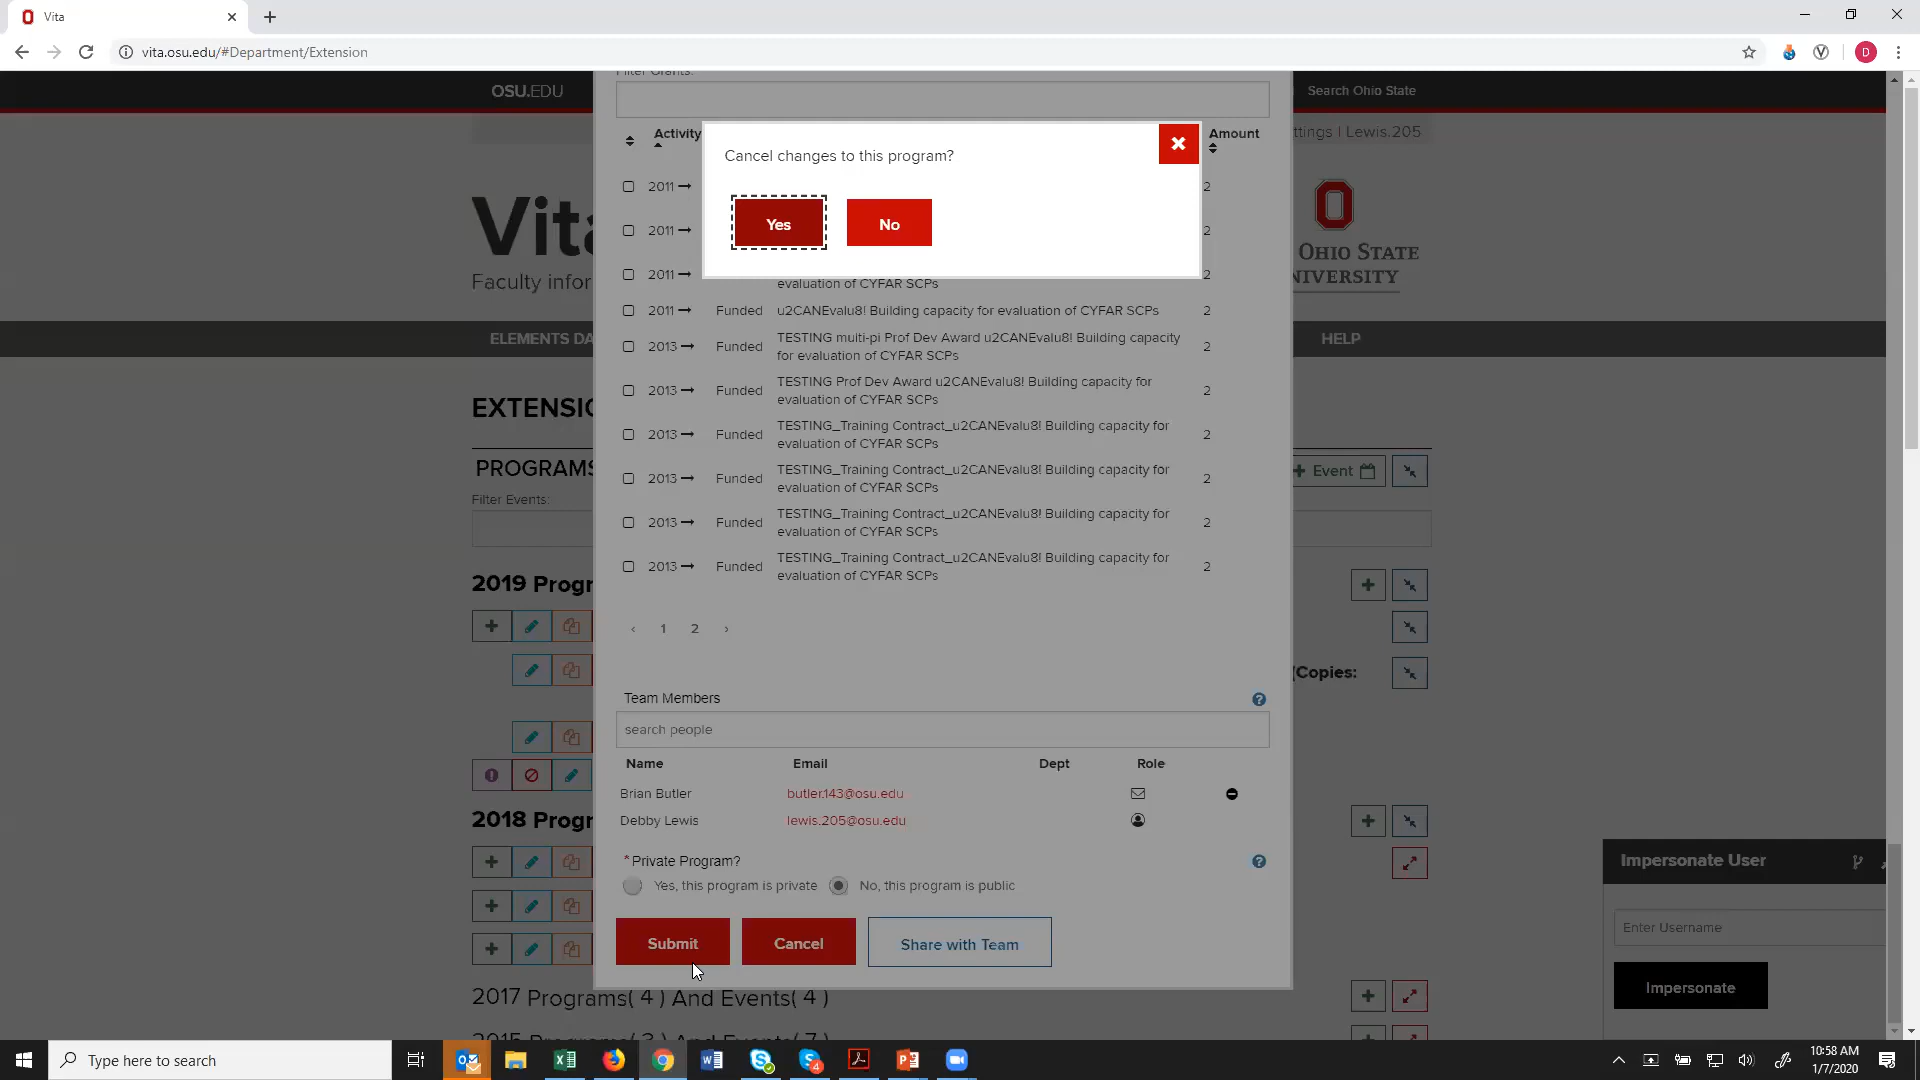 Vita
vita.osu.edu/#Department/Extension
D
OSU.EDU
Search Ohio State
ttings | Lewis.205
Vita
Faculty infor
OHIO STATE
NIVERSITY
ELEMENTS DA
HELP
EXTENSIO
PROGRAMS
Filter Events:
+ Event
2019 Progr
(Copies:
2018 Progr
2017 Programs( 4 ) And Events( 4 )
2015 Programs( 3 ) And Events( 7 )
Filter Grants:
Activity
Amount
Cancel changes to this program?
Yes
No
2011 2
2011 2
2011 2
evaluation of CYFAR SCPs
2011 Funded u2CANEvalu8! Building capacity for evaluation of CYFAR SCPs 2
2013 Funded TESTING multi-pi Prof Dev Award u2CANEvalu8! Building capacity 2
for evaluation of CYFAR SCPs
2013 Funded TESTING Prof Dev Award u2CANEvalu8! Building capacity for 2
evaluation of CYFAR SCPs
2013 Funded TESTING_Training Contract_u2CANEvalu8! Building capacity for 2
evaluation of CYFAR SCPs
2013 Funded TESTING_Training Contract_u2CANEvalu8! Building capacity for 2
evaluation of CYFAR SCPs
2013 Funded TESTING_Training Contract_u2CANEvalu8! Building capacity for 2
evaluation of CYFAR SCPs
2013 Funded TESTING_Training Contract_u2CANEvalu8! Building capacity for 2
evaluation of CYFAR SCPs
‹ 1 2 ›
Team Members
search people
Name Email Dept Role
Brian Butler butler.143@osu.edu
Debby Lewis lewis.205@osu.edu
*Private Program?
Yes, this program is private No, this program is public
Submit Cancel Share with Team
Impersonate User
Enter Username
Impersonate
Type here to search
10:58 AM
1/7/2020